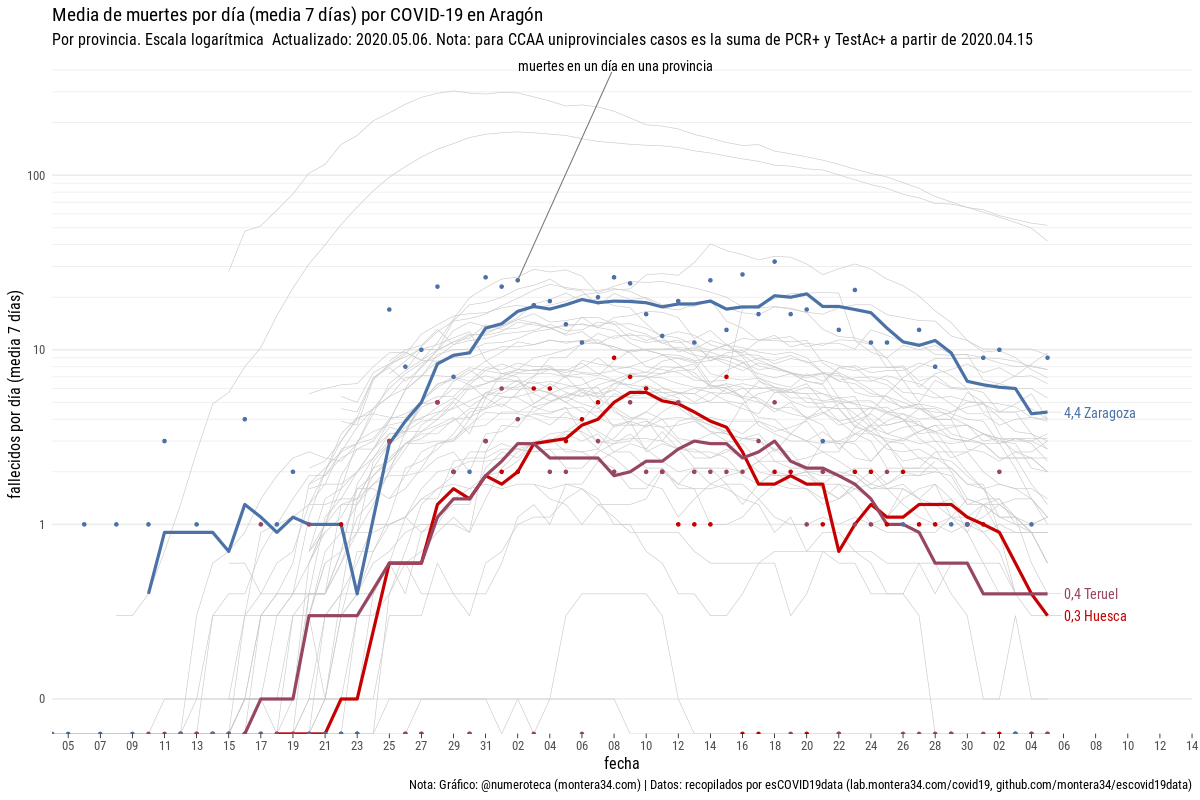 Media de muertes por día (media 7 días) por COVID-19 en Aragón
Por provincia. Escala logarítmica  Actualizado: 2020.05.06. Nota: para CCAA uniprovinciales casos es la suma de PCR+ y TestAc+ a partir de 2020.04.15
muertes en un día en una provincia
fallecidos por día (media 7 días)
100
10
1
0
4,4 Zaragoza
0,4 Teruel
0,3 Huesca
05 07 09 11 13 15 17 19 21 23 25 27 29 31 02 04 06 08 10 12 14 16 18 20 22 24 26 28 30 02 04 06 08 10 12 14
fecha
Nota: Gráfico: @numeroteca (montera34.com) | Datos: recopilados por esCOVID19data (lab.montera34.com/covid19, github.com/montera34/escovid19data)